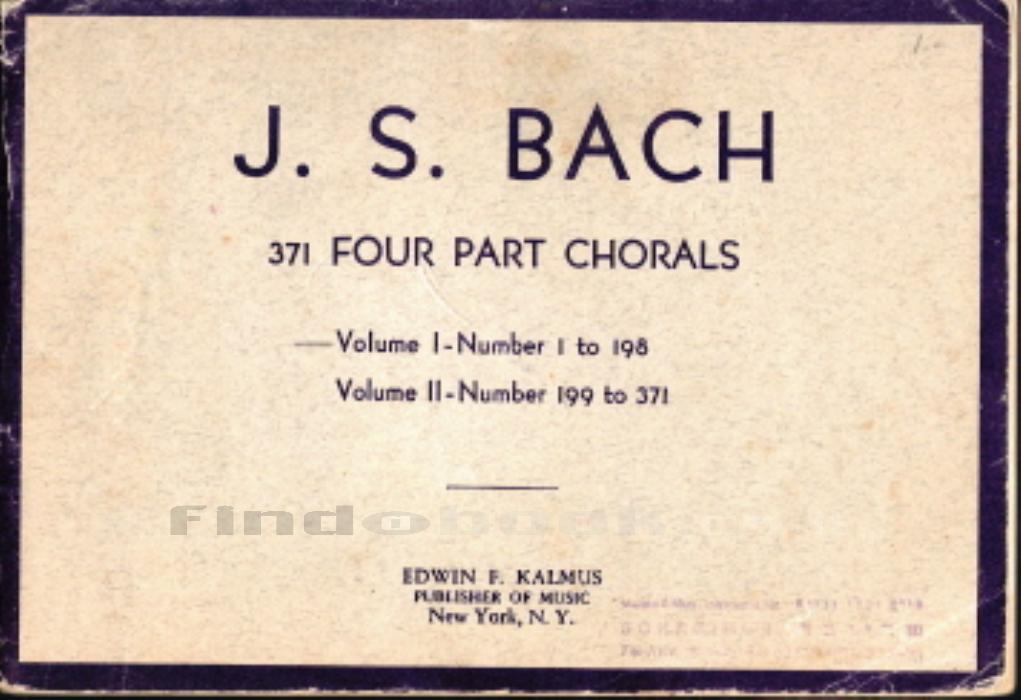 J. S. BACH
371 FOUR PART CHORALS
Volume I-Number 1 to 198
Volume II-Number 199 to 371
Findobook
EDWIN F. KALMUS
PUBLISHER OF MUSIC
New York, N. Y.